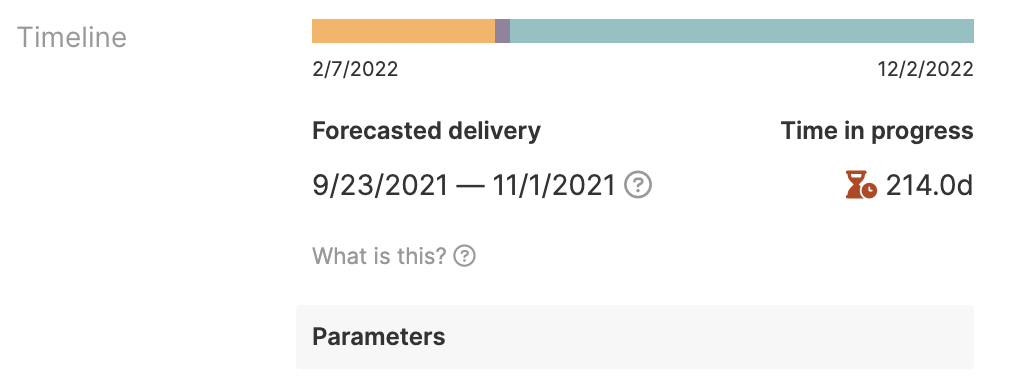 Timeline
2/7/2022 12/2/2022
Forecasted delivery Time in progress
9/23/2021 — 11/1/2021 ? 214.0d
What is this? ?
Parameters